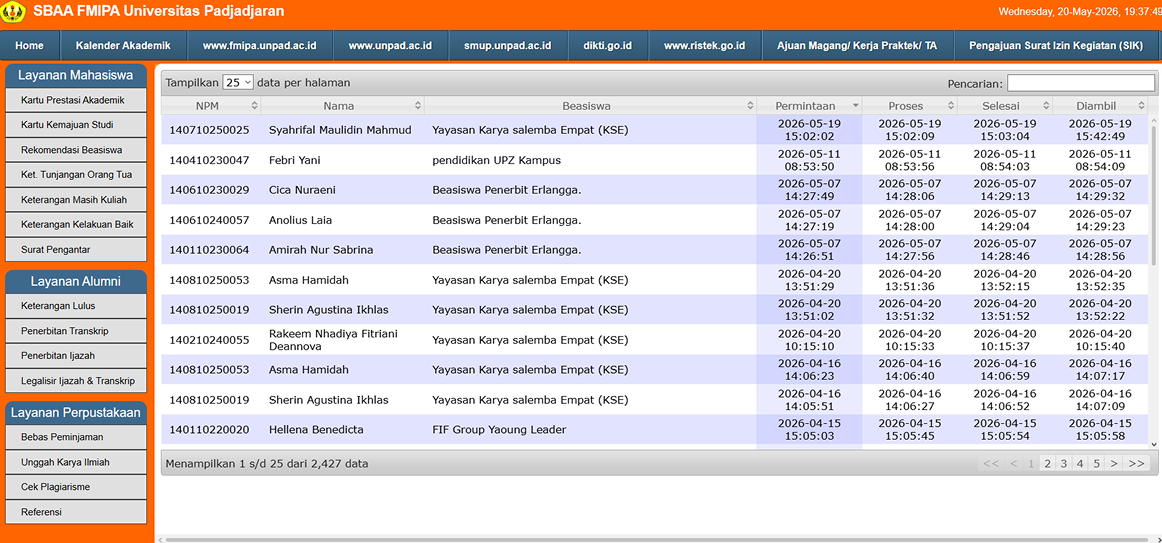 SBAA FMIPA Universitas Padjadjaran
Wednesday, 20-May-2026, 19:37:49
Home Kalender Akademik www.fmipa.unpad.ac.id www.unpad.ac.id smup.unpad.ac.id dikti.go.id www.ristek.go.id Ajuan Magang/ Kerja Praktek/ TA Pengajuan Surat Izin Kegiatan (SIK)
Layanan Mahasiswa
Kartu Prestasi Akademik
Kartu Kemajuan Studi
Rekomendasi Beasiswa
Ket. Tunjangan Orang Tua
Keterangan Masih Kuliah
Keterangan Kelakuan Baik
Surat Pengantar
Layanan Alumni
Keterangan Lulus
Penerbitan Transkrip
Penerbitan Ijazah
Legalisir Ijazah & Transkrip
Layanan Perpustakaan
Bebas Peminjaman
Unggah Karya Ilmiah
Cek Plagiarisme
Referensi
Tampilkan 25 data per halaman
Pencarian:
NPM Nama Beasiswa Permintaan Proses Selesai Diambil
140710250025 Syahrifal Maulidin Mahmud Yayasan Karya salemba Empat (KSE) 2026-05-19 2026-05-19 2026-05-19 2026-05-19
15:02:02 15:02:09 15:03:04 15:42:49
140410230047 Febri Yani pendidikan UPZ Kampus 2026-05-11 2026-05-11 2026-05-11 2026-05-11
08:53:50 08:53:56 08:54:03 08:54:09
140610230029 Cica Nuraeni Beasiswa Penerbit Erlangga. 2026-05-07 2026-05-07 2026-05-07 2026-05-07
14:27:49 14:28:06 14:29:13 14:29:32
140610240057 Anolius Laia Beasiswa Penerbit Erlangga. 2026-05-07 2026-05-07 2026-05-07 2026-05-07
14:27:19 14:28:00 14:29:04 14:29:23
140110230064 Amirah Nur Sabrina Beasiswa Penerbit Erlangga. 2026-05-07 2026-05-07 2026-05-07 2026-05-07
14:26:51 14:27:56 14:28:46 14:28:56
140810250053 Asma Hamidah Yayasan Karya salemba Empat (KSE) 2026-04-20 2026-04-20 2026-04-20 2026-04-20
13:51:29 13:51:36 13:52:15 13:52:35
140810250019 Sherin Agustina Ikhlas Yayasan Karya salemba Empat (KSE) 2026-04-20 2026-04-20 2026-04-20 2026-04-20
13:51:02 13:51:32 13:51:52 13:52:22
140210240055 Rakeem Nhadiya Fitriani Yayasan Karya salemba Empat (KSE) 2026-04-20 2026-04-20 2026-04-20 2026-04-20
Deannova 10:15:10 10:15:33 10:15:37 10:15:40
140810250053 Asma Hamidah Yayasan Karya salemba Empat (KSE) 2026-04-16 2026-04-16 2026-04-16 2026-04-16
14:06:23 14:06:40 14:06:59 14:07:17
140810250019 Sherin Agustina Ikhlas Yayasan Karya salemba Empat (KSE) 2026-04-16 2026-04-16 2026-04-16 2026-04-16
14:05:51 14:06:27 14:06:52 14:07:09
140110220020 Hellena Benedicta FIF Group Yaoung Leader 2026-04-15 2026-04-15 2026-04-15 2026-04-15
15:05:03 15:05:45 15:05:54 15:05:58
Menampilkan 1 s/d 25 dari 2,427 data
<< < 1 2 3 4 5 > >>